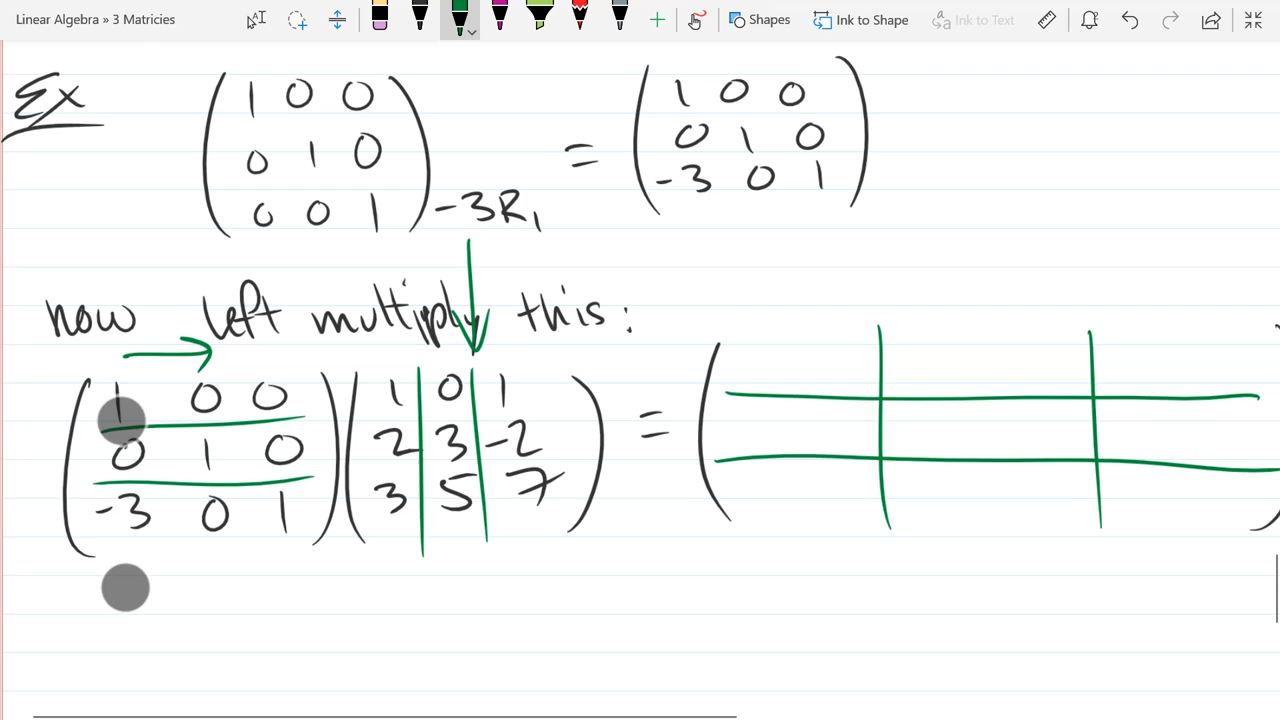 Linear Algebra » 3 Matricies
Shapes
Ink to Shape
Ink to Text
Ex
( 1 0 0 ) ( 1 0 0 )
( 0 1 0 ) = ( 0 1 0 )
( 0 0 1 ) -3R₁ ( -3 0 1 )
now left multiply this:
( 1 0 0 ) ( 1 0 1 )
( 0 1 0 ) ( 2 3 -2 ) = ( )
( -3 0 1 ) ( 3 5 7 )